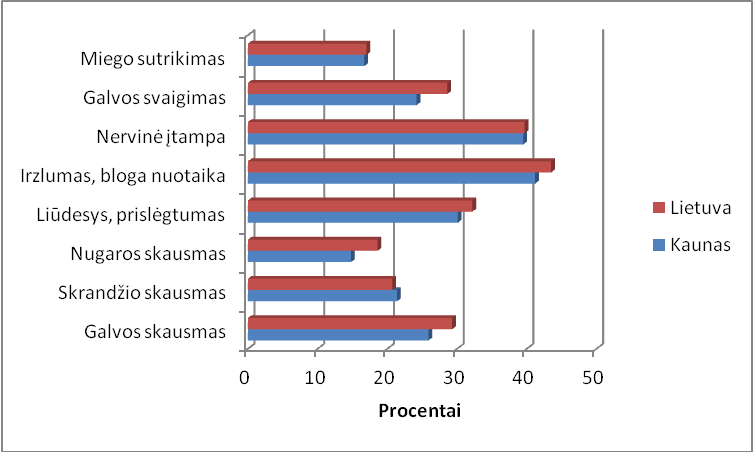 Miego sutrikimas
Galvos svaigimas
Nervinė įtampa
Irzlumas, bloga nuotaika
Liūdesys, prislėgtumas
Nugaros skausmas
Skrandžio skausmas
Galvos skausmas
0 10 20 30 40 50
Procentai
Lietuva
Kaunas